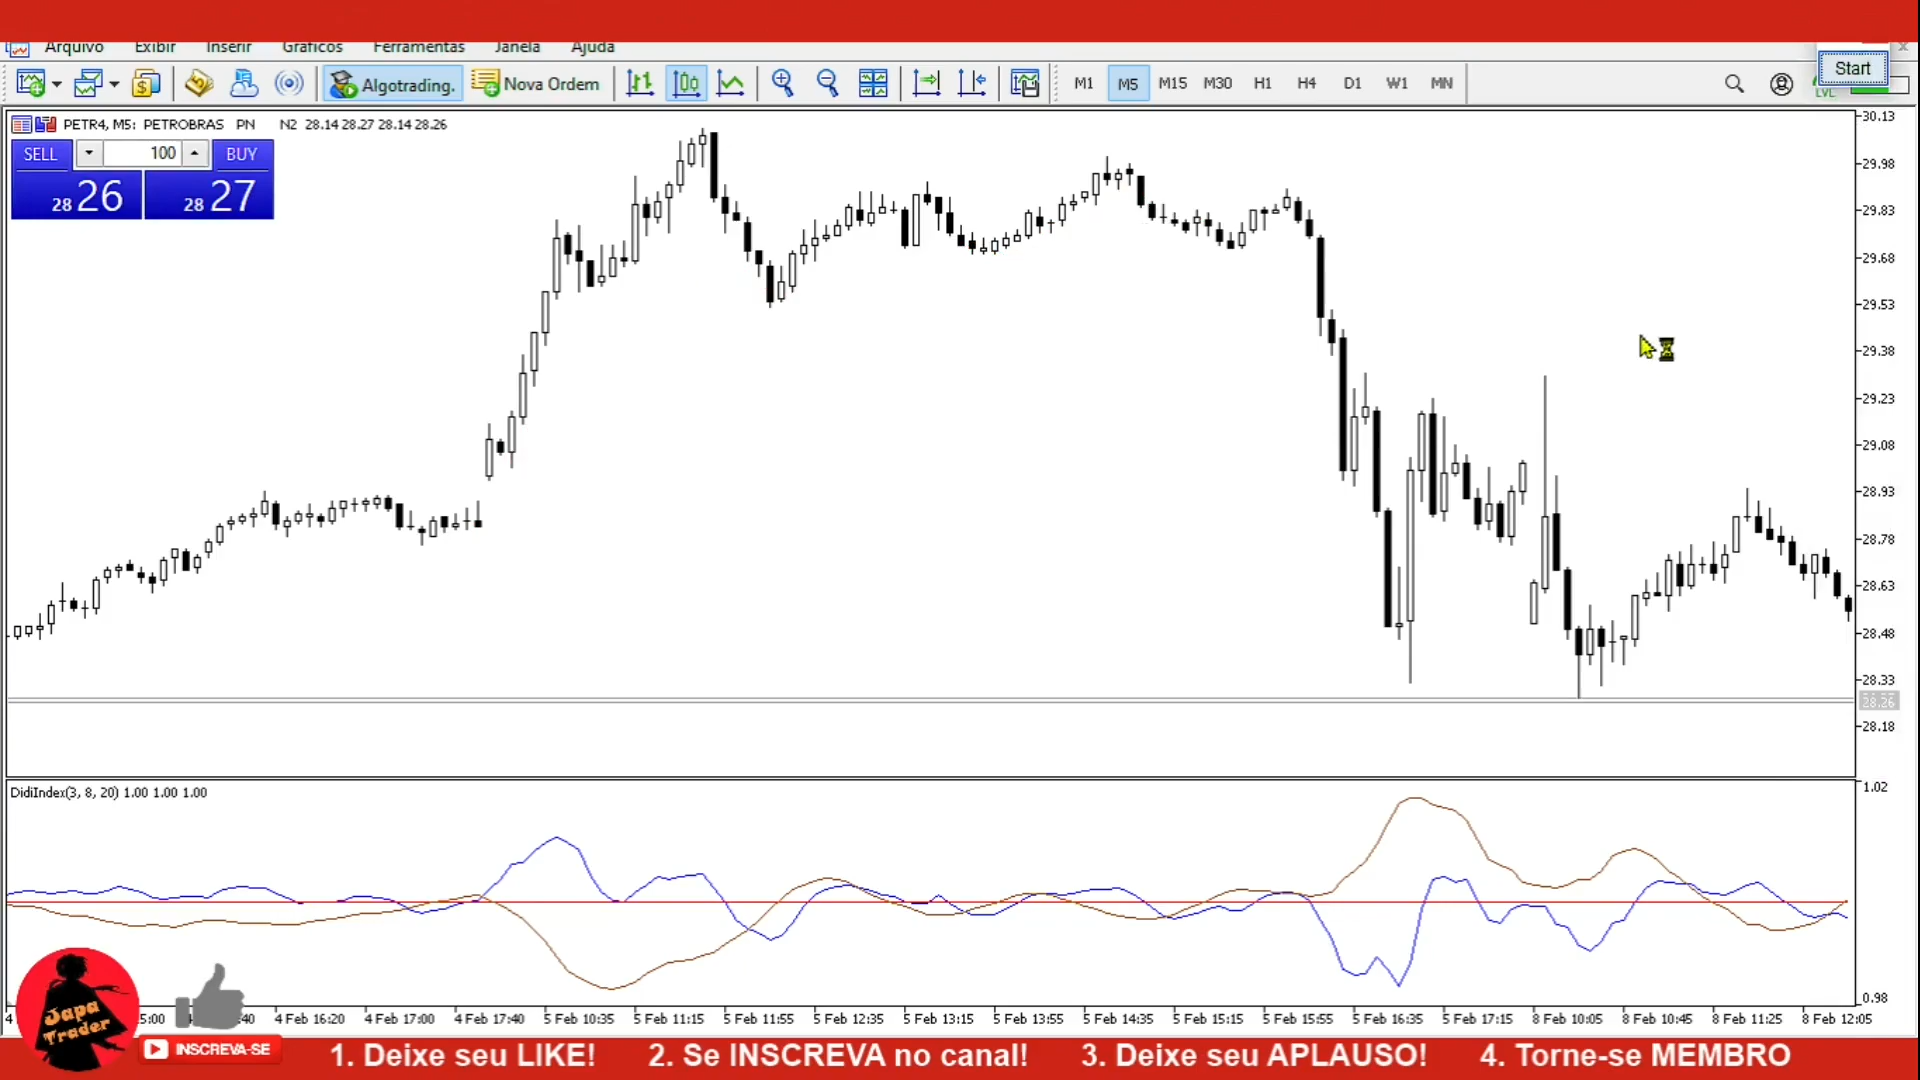 Arquivo Exibir Inserir Gráficos Ferramentas Janela Ajuda
Start
Algotrading. Nova Ordem M1 M5 M15 M30 H1 H4 D1 W1 MN
LVL
PETR4, M5: PETROBRAS PN N2 28.14 28.27 28.14 28.26
SELL 100 BUY
28 26 28 27
30.13
29.98
29.83
29.68
29.53
29.38
29.23
29.08
28.93
28.78
28.63
28.48
28.33
28.26
28.18
DidiIndex(3, 8, 20) 1.00 1.00 1.00
1.02
0.98
4 5:00 4 :40 4 Feb 16:20 4 Feb 17:00 4 Feb 17:40 5 Feb 10:35 5 Feb 11:15 5 Feb 11:55 5 Feb 12:35 5 Feb 13:15 5 Feb 13:55 5 Feb 14:35 5 Feb 15:15 5 Feb 15:55 5 Feb 16:35 5 Feb 17:15 8 Feb 10:05 8 Feb 10:45 8 Feb 11:25 8 Feb 12:05
Japa
Trader
INSCREVA-SE
1. Deixe seu LIKE! 2. Se INSCREVA no canal! 3. Deixe seu APLAUSO! 4. Torne-se MEMBRO